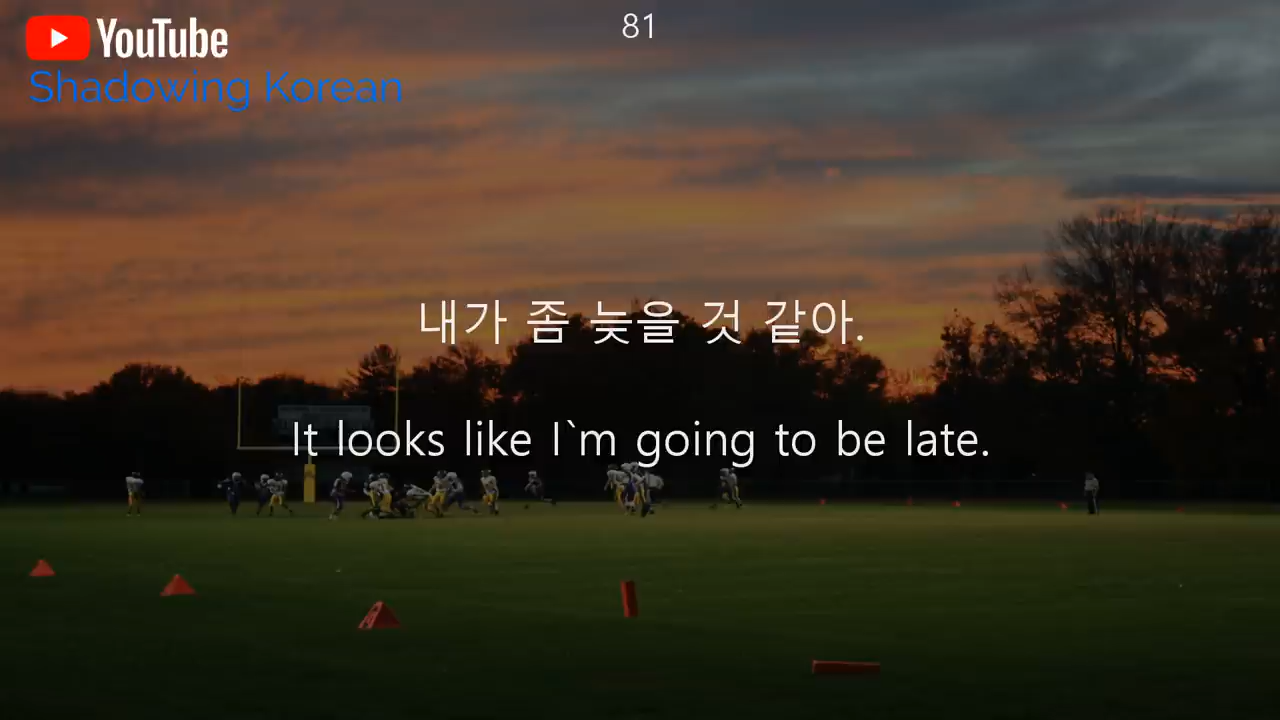 81
YouTube
Shadowing Korean
내가 좀 늦을 것 같아.
It looks like I`m going to be late.